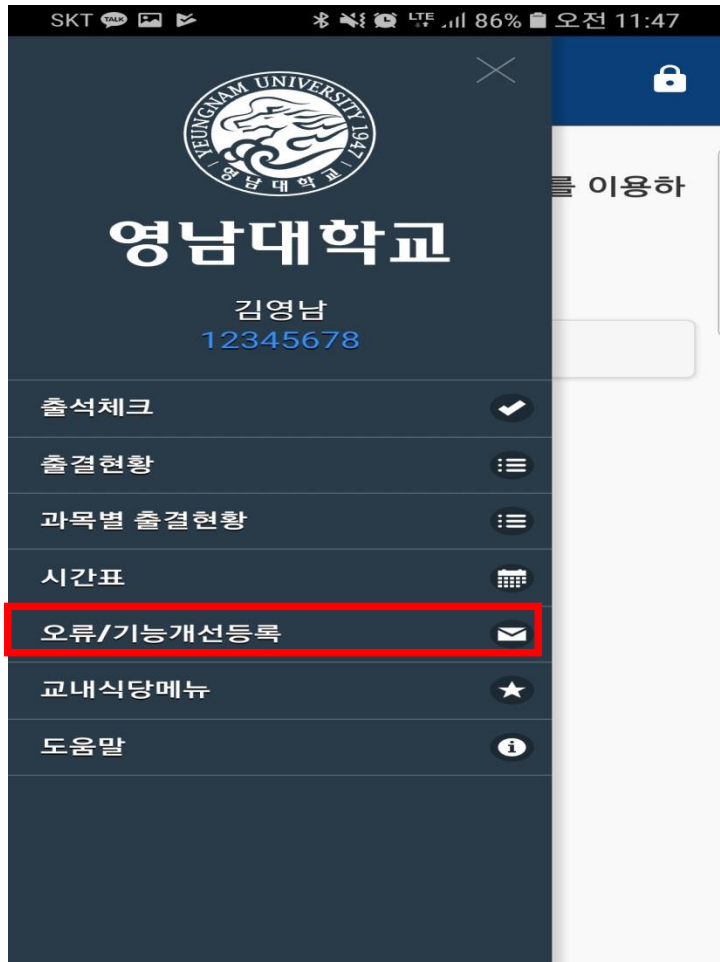 SKT TALK LTE 86% 오전 11:47
YEUNGNAM UNIVERSITY 1947
영남대학교
영남대학교
를 이용하
김영남
12345678
출석체크
출결현황
과목별 출결현황
시간표
오류/기능개선등록
교내식당메뉴
도움말